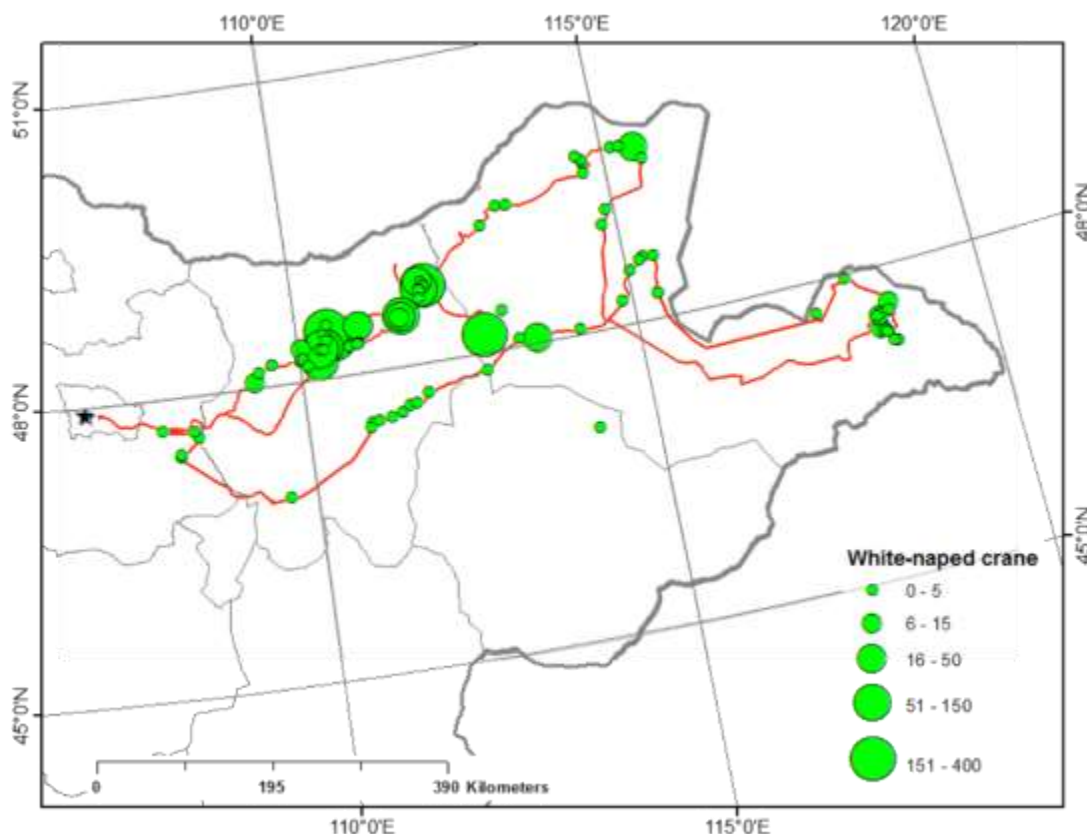 110°0'E 115°0'E 120°0'E
51°0'N
48°0'N
48°0'N
45°0'N
45°0'N
White-naped crane
0 - 5
6 - 15
16 - 50
51 - 150
151 - 400
0 195 390 Kilometers
110°0'E 115°0'E